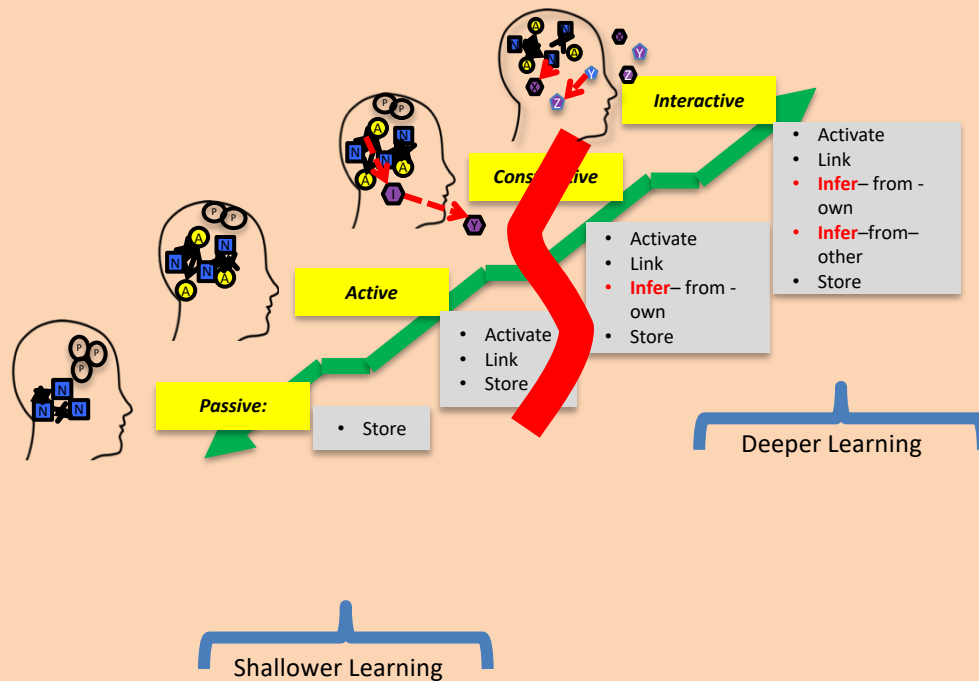 N
A
N
A
A
N
X
Y
Z
X
Y
Z
Interactive
• Activate
• Link
• Infer– from -
own
• Infer–from–
other
• Store
P
P
A
N
N
N
A
A
I
Y
Constructive
• Activate
• Link
• Infer– from -
own
• Store
P
P
A
N
N
N
A
A
Active
• Activate
• Link
• Store
P
P
P
N
N
N
Passive:
• Store
Deeper Learning
Shallower Learning